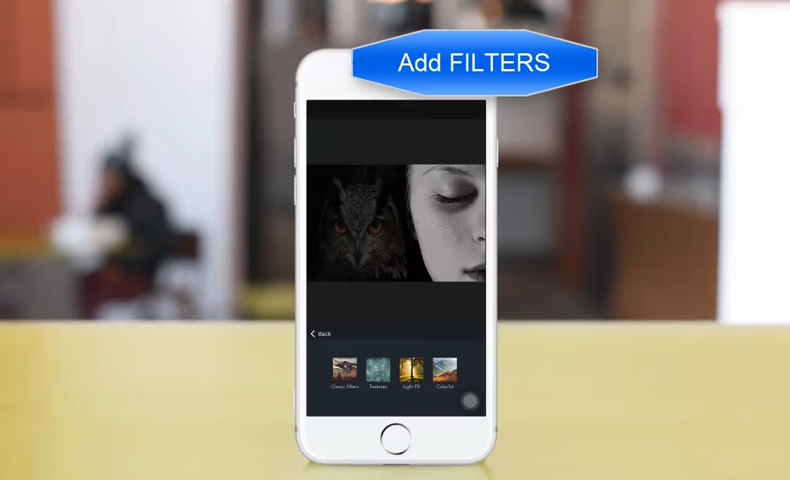 Add FILTERS
Back
Classic Filters
Textures
Light FX
Colorful